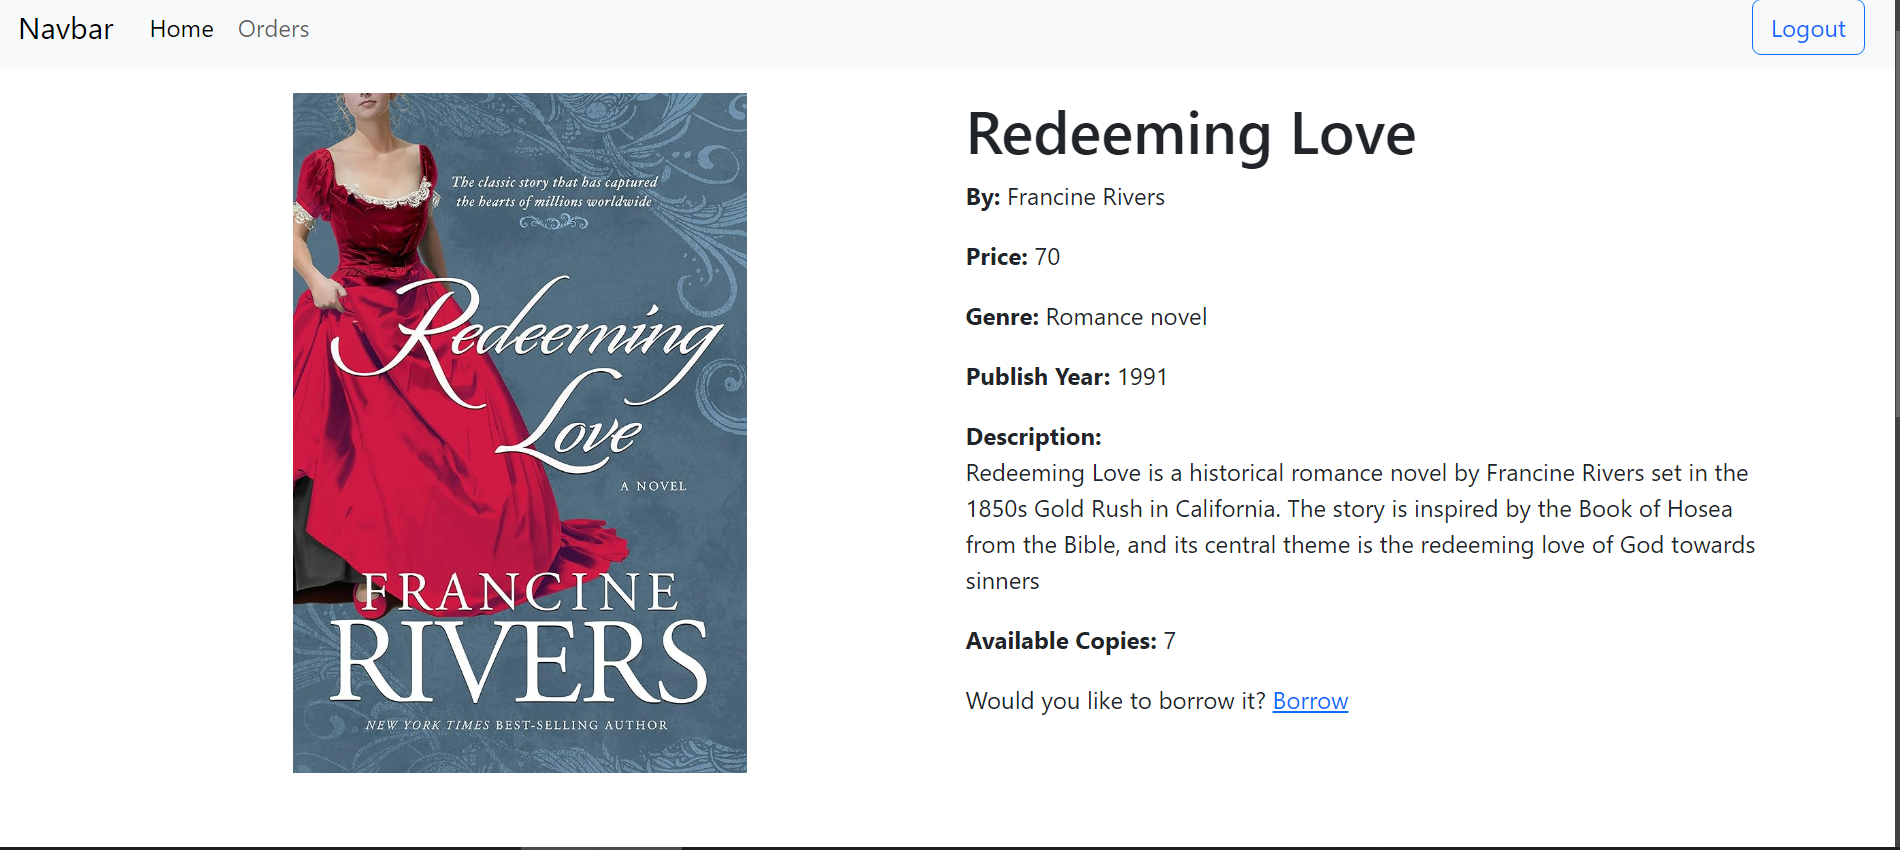 Navbar Home Orders Logout
The classic story that has captured
the hearts of millions worldwide
Redeeming
Love
A NOVEL
FRANCINE
RIVERS
NEW YORK TIMES BEST-SELLING AUTHOR
Redeeming Love
By: Francine Rivers
Price: 70
Genre: Romance novel
Publish Year: 1991
Description:
Redeeming Love is a historical romance novel by Francine Rivers set in the
1850s Gold Rush in California. The story is inspired by the Book of Hosea
from the Bible, and its central theme is the redeeming love of God towards
sinners
Available Copies: 7
Would you like to borrow it? Borrow